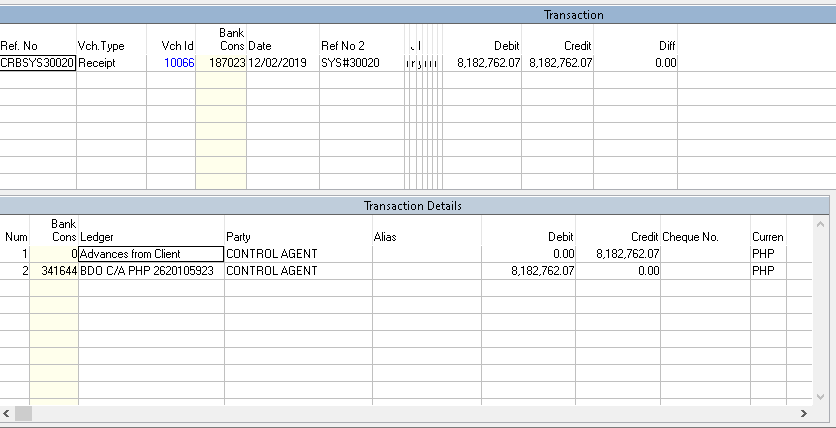 Transaction
Bank
Ref. No Vch.Type Vch Id Cons Date Ref No 2 Debit Credit Diff
CRBSYS30020 Receipt 10066 187023 12/02/2019 SYS#30020 8,182,762.07 8,182,762.07 0.00
Transaction Details
Bank
Num Cons Ledger Party Alias Debit Credit Cheque No. Curren
1 0 Advances from Client CONTROL AGENT 0.00 8,182,762.07 PHP
2 341644 BDO C/A PHP 2620105923 CONTROL AGENT 8,182,762.07 0.00 PHP